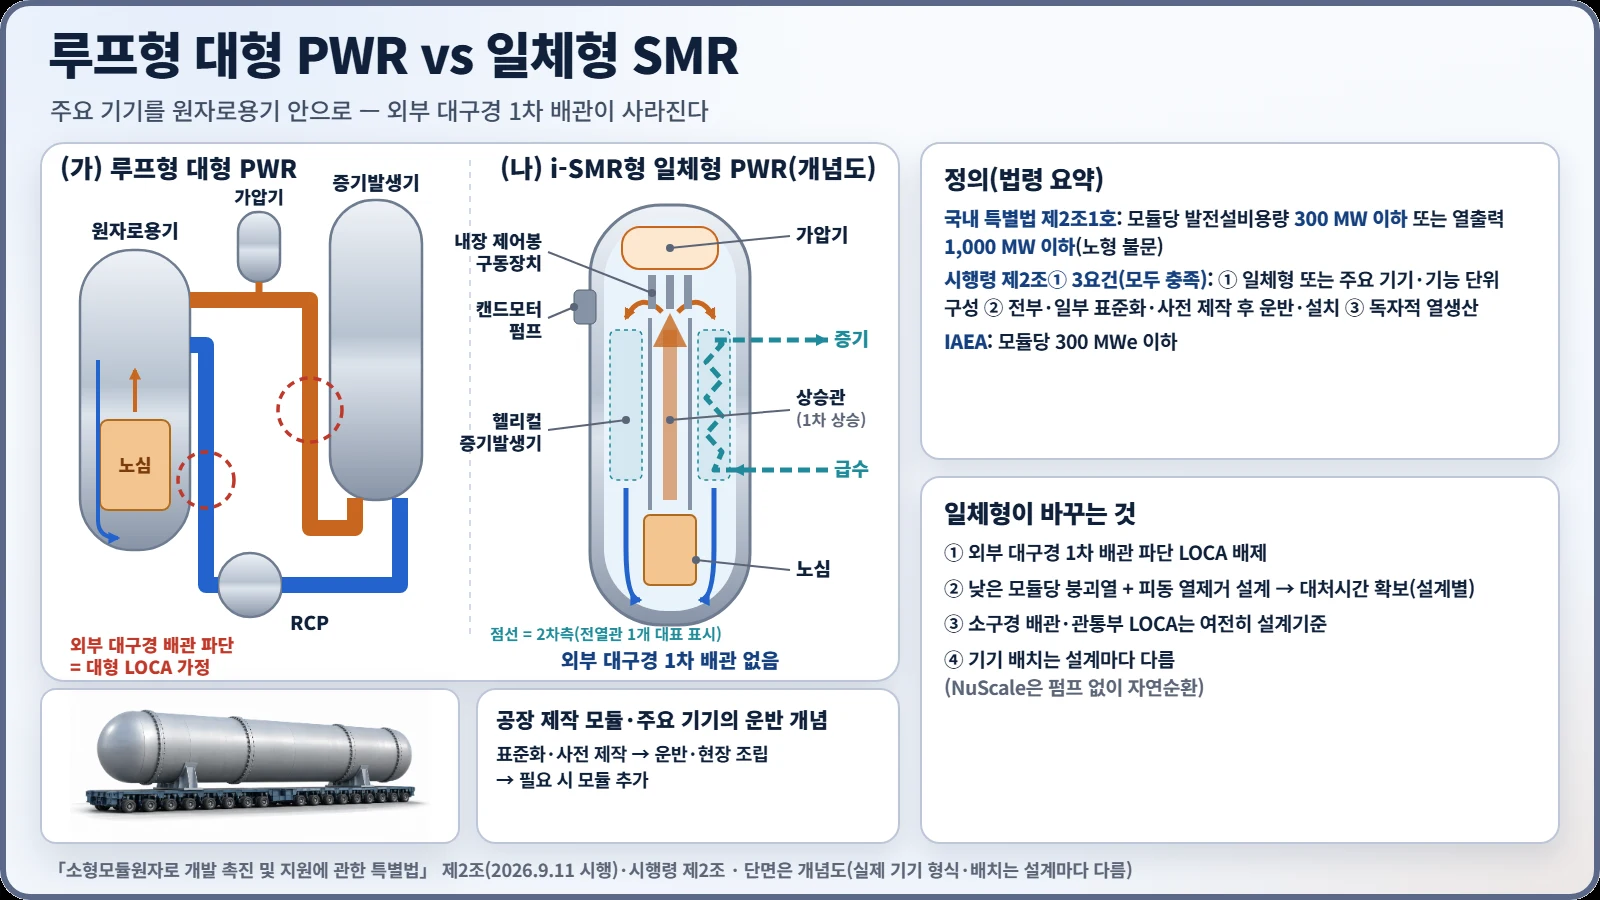 루프형 대형 PWR vs 일체형 SMR
주요 기기를 원자로용기 안으로 — 외부 대구경 1차 배관이 사라진다
(가) 루프형 대형 PWR
가압기
증기발생기
원자로용기
노심
RCP
외부 대구경 배관 파단
= 대형 LOCA 가정
(나) i-SMR형 일체형 PWR(개념도)
내장 제어봉
구동장치
가압기
캔드모터
펌프
증기
상승관
(1차 상승)
헬리컬
증기발생기
급수
노심
점선 = 2차측(전열관 1개 대표 표시)
외부 대구경 1차 배관 없음
공장 제작 모듈·주요 기기의 운반 개념
표준화·사전 제작 → 운반·현장 조립
→ 필요 시 모듈 추가
정의(법령 요약)
국내 특별법 제2조1호: 모듈당 발전설비용량 300 MW 이하 또는 열출력
1,000 MW 이하(노형 불문)
시행령 제2조① 3요건(모두 충족): ① 일체형 또는 주요 기기·기능 단위
구성 ② 전부·일부 표준화·사전 제작 후 운반·설치 ③ 독자적 열생산
IAEA: 모듈당 300 MWe 이하
일체형이 바꾸는 것
① 외부 대구경 1차 배관 파단 LOCA 배제
② 낮은 모듈당 붕괴열 + 피동 열제거 설계 → 대처시간 확보(설계별)
③ 소구경 배관·관통부 LOCA는 여전히 설계기준
④ 기기 배치는 설계마다 다름
(NuScale은 펌프 없이 자연순환)
「소형모듈원자로 개발 촉진 및 지원에 관한 특별법」 제2조(2026.9.11 시행)·시행령 제2조 · 단면은 개념도(실제 기기 형식·배치는 설계마다 다름)